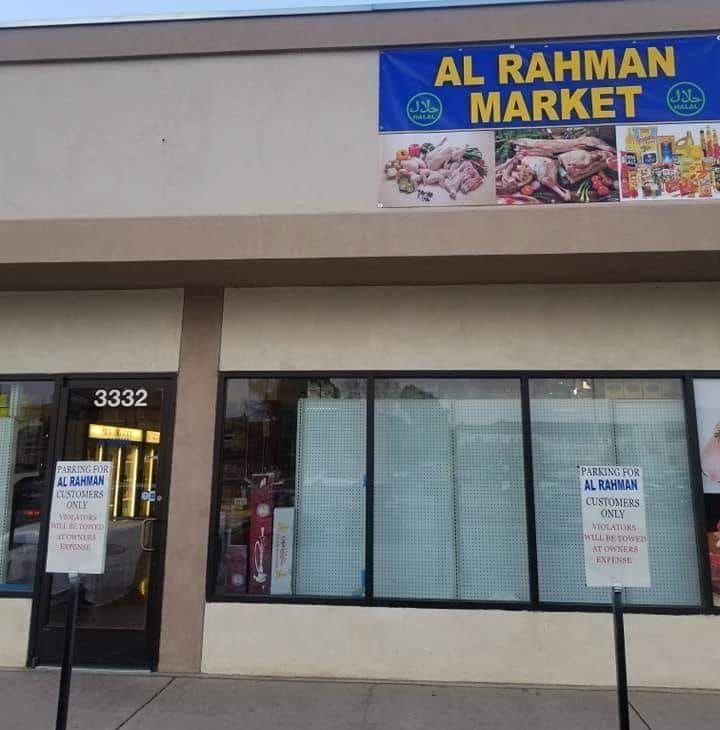 AL RAHMAN
MARKET
حلال
HALAL
حلال
HALAL
3332
PARKING FOR
AL RAHMAN
CUSTOMERS
ONLY
VIOLATORS
WILL BE TOWED
AT OWNERS
EXPENSE
PARKING FOR
AL RAHMAN
CUSTOMERS
ONLY
VIOLATORS
WILL BE TOWED
AT OWNERS
EXPENSE